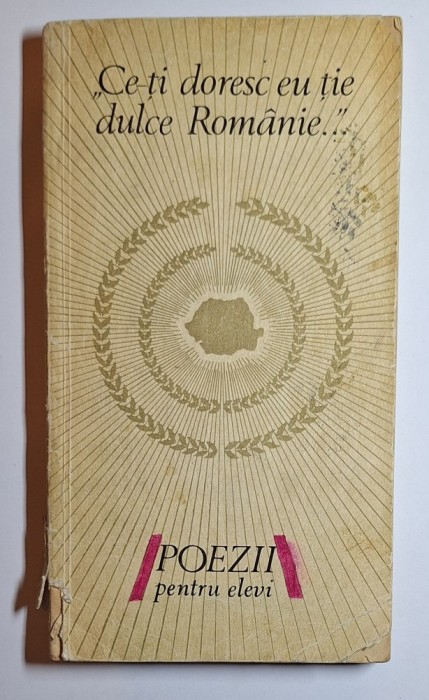 „Ce-ți doresc eu ție
dulce Românie..."
POEZII
pentru elevi